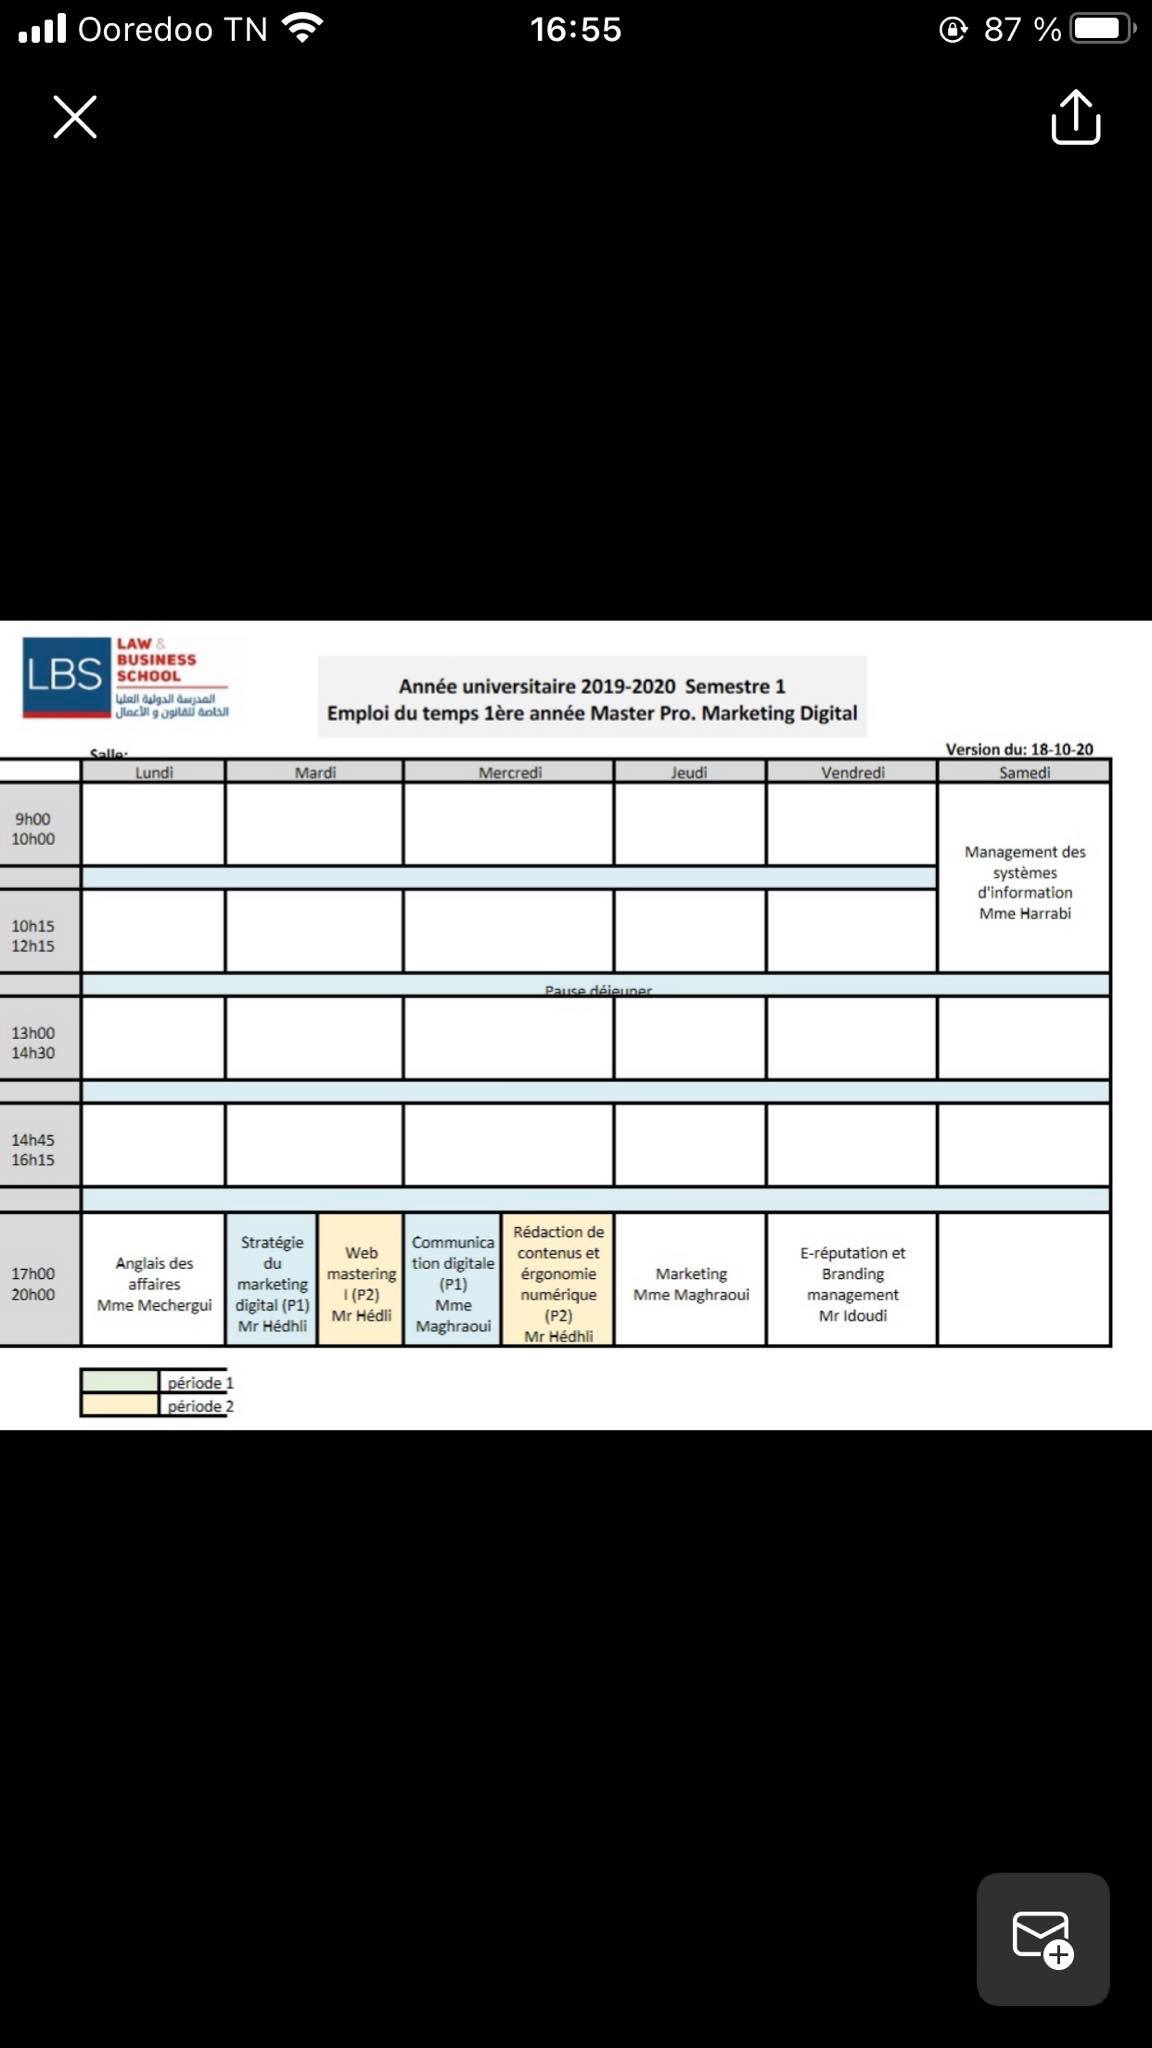 Ooredoo TN
16:55
87 %
LBS
LAW &
BUSINESS
SCHOOL
المدرسة الدولية العليا
الخاصة للقانون و الأعمال
Année universitaire 2019-2020 Semestre 1
Emploi du temps 1ère année Master Pro. Marketing Digital
Salle:
Version du: 18-10-20
Lundi Mardi Mercredi Jeudi Vendredi Samedi
9h00
10h00
Management des
systèmes
d'information
Mme Harrabi
10h15
12h15
Pause déjeuner
13h00
14h30
14h45
16h15
17h00
20h00
Anglais des
affaires
Mme Mechergui
Stratégie
du
marketing
digital (P1)
Mr Hédhli
Web
mastering
I (P2)
Mr Hédli
Communica
tion digitale
(P1)
Mme
Maghraoui
Rédaction de
contenus et
érgonomie
numérique
(P2)
Mr Hédhli
Marketing
Mme Maghraoui
E-réputation et
Branding
management
Mr Idoudi
période 1
période 2